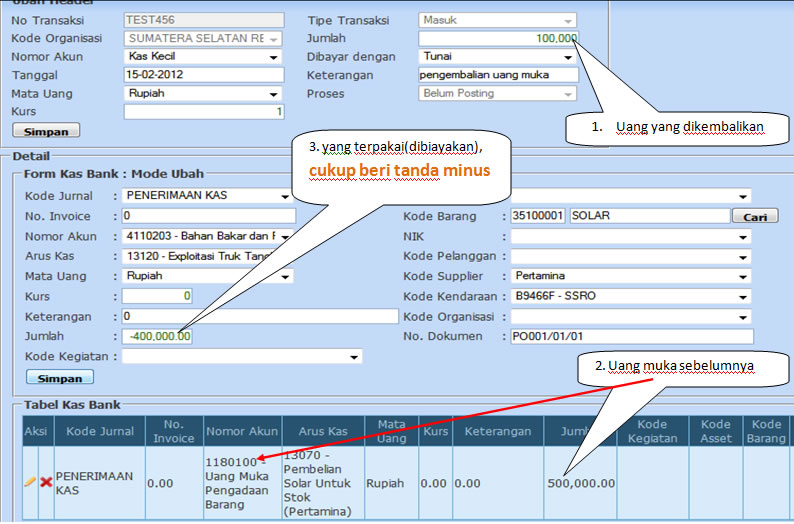 Ubah Header
No Transaksi TEST456 Tipe Transaksi Masuk
Kode Organisasi SUMATERA SELATAN RE Jumlah 100,000
Nomor Akun Kas Kecil Dibayar dengan Tunai
Tanggal 15-02-2012 Keterangan pengembalian uang muka
Mata Uang Rupiah Proses Belum Posting
Kurs 1
Simpan
1. Uang yang dikembalikan
3. yang terpakai(dibiayakan),
cukup beri tanda minus
Detail
Form Kas Bank : Mode Ubah
Kode Jurnal : PENERIMAAN KAS
No. Invoice : 0 Kode Barang : 35100001 SOLAR Cari
Nomor Akun : 4110203 - Bahan Bakar dan F NIK :
Arus Kas : 13120 - Exploitasi Truk Tang Kode Pelanggan :
Mata Uang : Rupiah Kode Supplier : Pertamina
Kurs : 0 Kode Kendaraan : B9466F - SSRO
Keterangan : 0 Kode Organisasi :
Jumlah : -400,000.00 No. Dokumen : PO001/01/01
Kode Kegiatan :
Simpan
2. Uang muka sebelumnya
Tabel Kas Bank
Aksi Kode Jurnal No. Invoice Nomor Akun Arus Kas Mata Uang Kurs Keterangan Jumlah Kode Kegiatan Kode Asset Kode Barang
PENERIMAAN KAS 0.00 1180100 - Uang Muka Pengadaan Barang 13070 - Pembelian Solar Untuk Stok (Pertamina) Rupiah 0.00 0.00 500,000.00